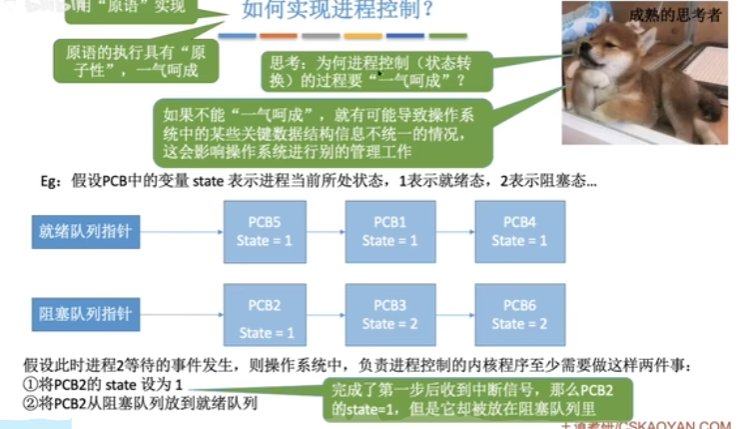 用“原语”实现
如何实现进程控制？
成熟的思考者
原语的执行具有“原
子性”，一气呵成
思考：为何进程控制（状态转
换）的过程要“一气呵成”？
如果不能“一气呵成”，就有可能导致操作系
统中的某些关键数据结构信息不统一的情况，
这会影响操作系统进行别的管理工作
Eg：假设PCB中的变量 state 表示进程当前所处状态，1表示就绪态，2表示阻塞态...
就绪队列指针
PCB5
State = 1
PCB1
State = 1
PCB4
State = 1
阻塞队列指针
PCB2
State = 1
PCB3
State = 2
PCB6
State = 2
假设此时进程2等待的事件发生，则操作系统中，负责进程控制的内核程序至少需要做这样两件事：
①将PCB2的 state 设为 1
②将PCB2从阻塞队列放到就绪队列
完成了第一步后收到中断信号，那么PCB2
的state=1，但是它却被放在阻塞队列里
王道考研/CSKAOYAN.COM